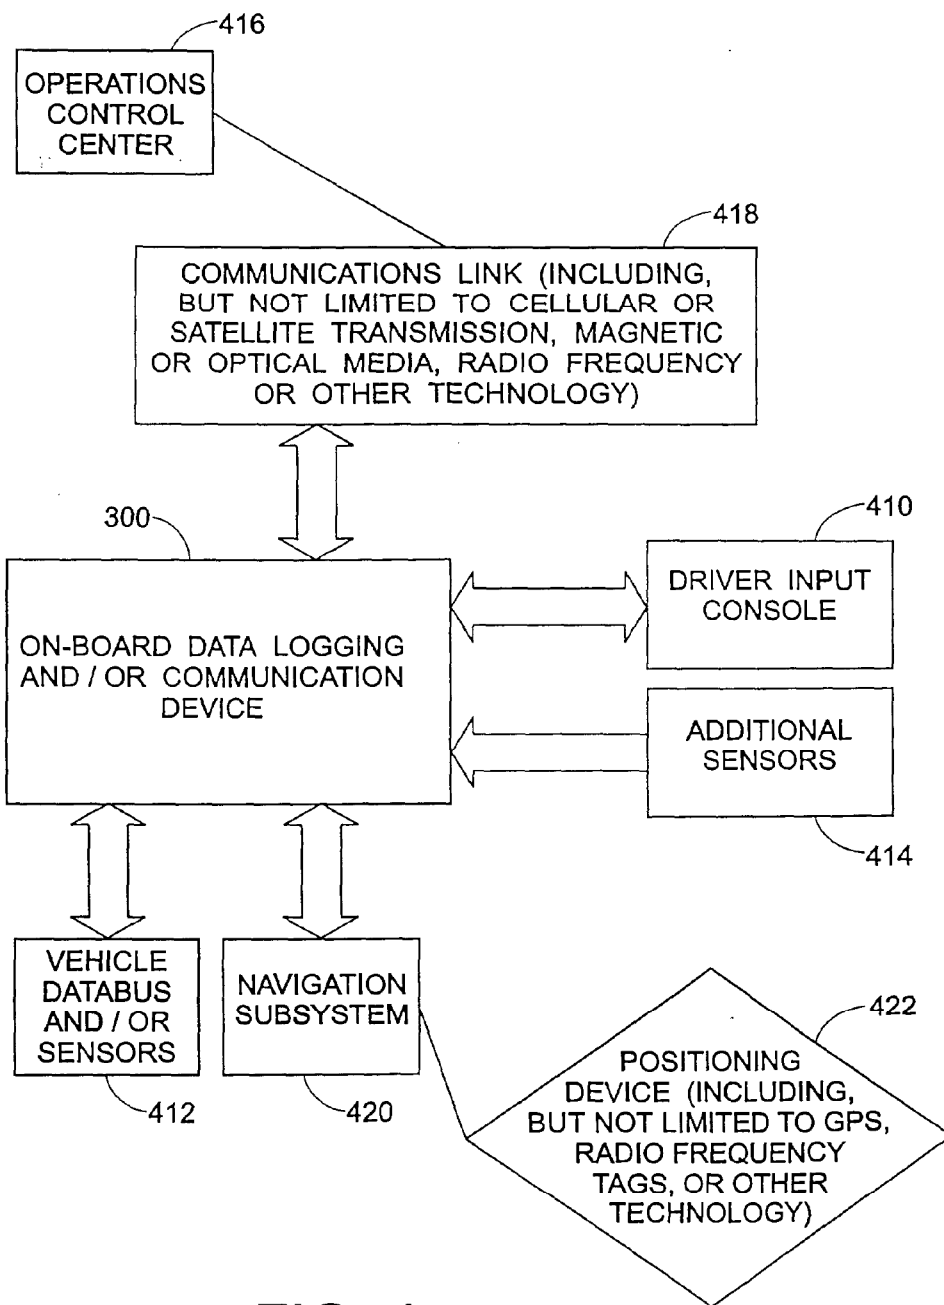 416
OPERATIONS
CONTROL
CENTER
418
COMMUNICATIONS LINK (INCLUDING,
BUT NOT LIMITED TO CELLULAR OR
SATELLITE TRANSMISSION, MAGNETIC
OR OPTICAL MEDIA, RADIO FREQUENCY
OR OTHER TECHNOLOGY)
300
ON-BOARD DATA LOGGING
AND / OR COMMUNICATION
DEVICE
410
DRIVER INPUT
CONSOLE
ADDITIONAL
SENSORS
414
VEHICLE
DATABUS
AND / OR
SENSORS
412
NAVIGATION
SUBSYSTEM
420
422
POSITIONING
DEVICE (INCLUDING,
BUT NOT LIMITED TO GPS,
RADIO FREQUENCY
TAGS, OR OTHER
TECHNOLOGY)